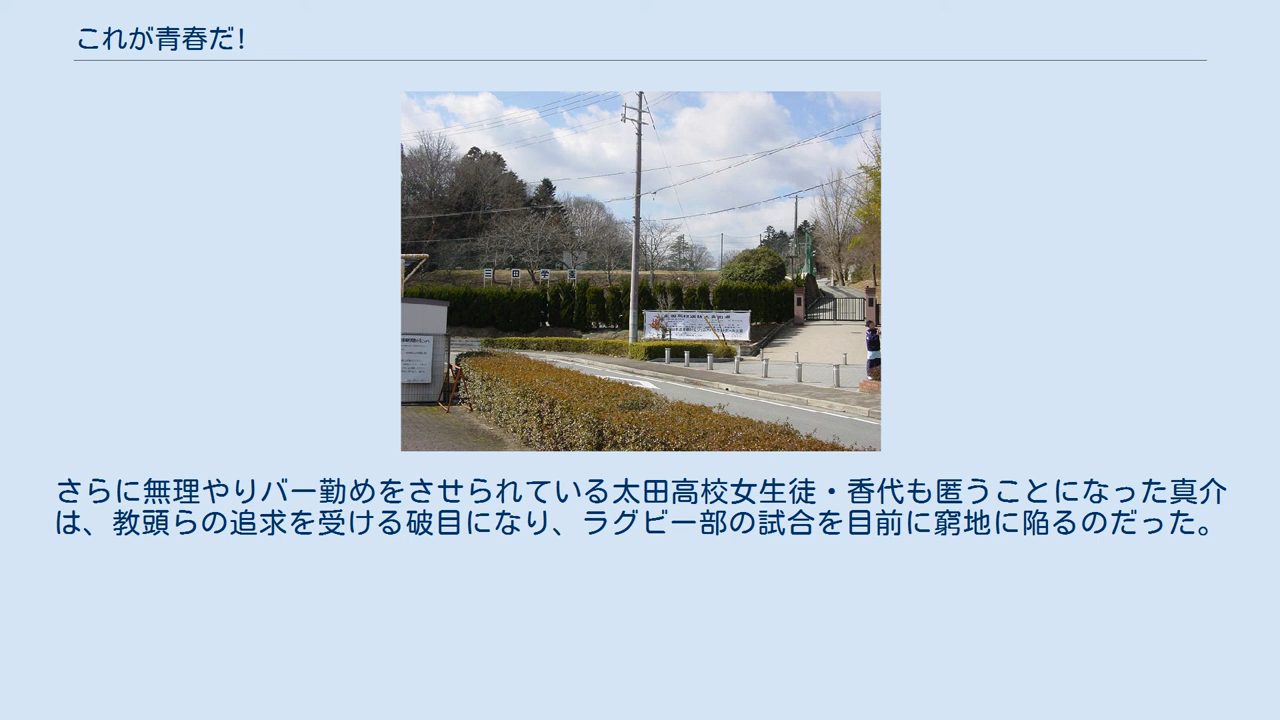 これが青春だ!
三田学園
さらに無理やりバー勤めをさせられている太田高校女生徒・香代も匿うことになった真介
は、教頭らの追求を受ける破目になり、ラグビー部の試合を目前に窮地に陥るのだった。